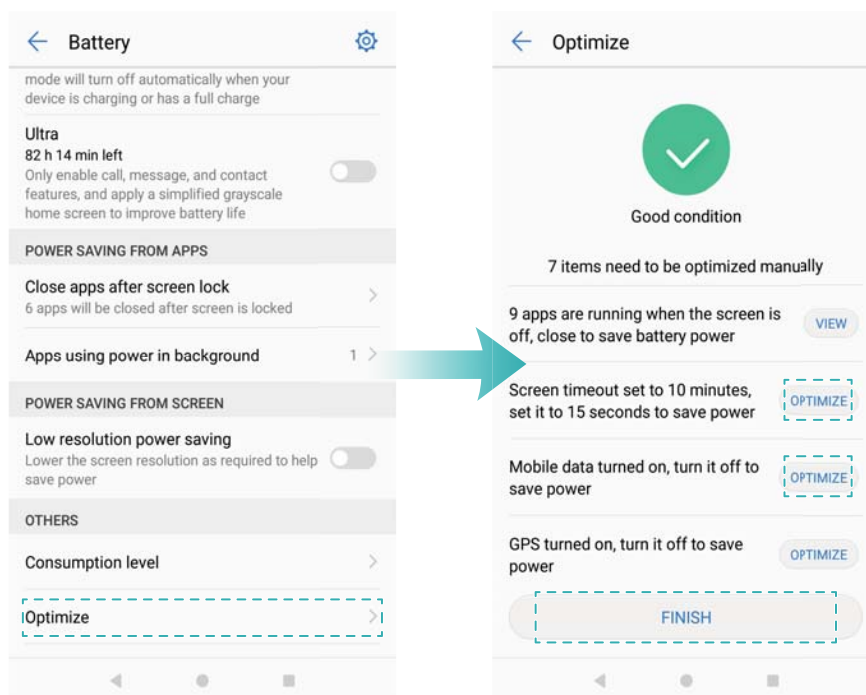 Battery
mode will turn off automatically when your
device is charging or has a full charge
Ultra
82 h 14 min left
Only enable call, message, and contact
features, and apply a simplified grayscale
home screen to improve battery life
POWER SAVING FROM APPS
Close apps after screen lock
6 apps will be closed after screen is locked
Apps using power in background 1
POWER SAVING FROM SCREEN
Low resolution power saving
Lower the screen resolution as required to help
save power
OTHERS
Consumption level
Optimize
Optimize
Good condition
7 items need to be optimized manually
9 apps are running when the screen is
off, close to save battery power
VIEW
Screen timeout set to 10 minutes,
set it to 15 seconds to save power
OPTIMIZE
Mobile data turned on, turn it off to
save power
OPTIMIZE
GPS turned on, turn it off to save
power
OPTIMIZE
FINISH